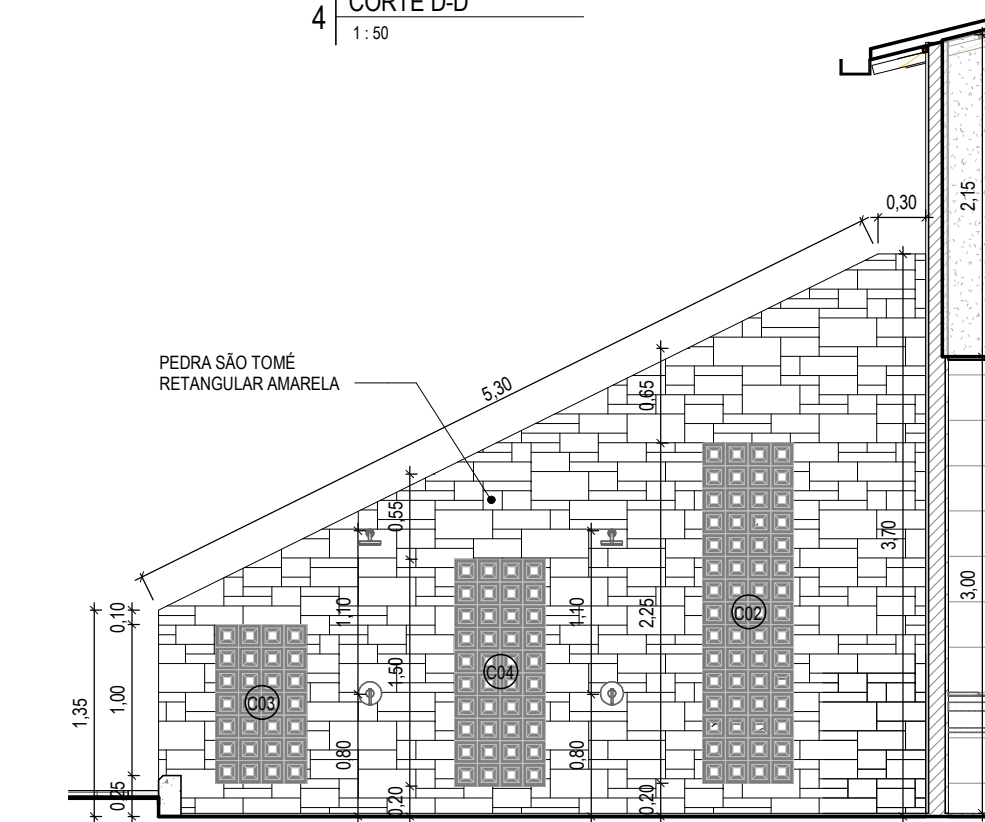 4
CORTE D-D
1 : 50
0,30
2,15
PEDRA SÃO TOMÉ
RETANGULAR AMARELA
5,30
0,65
0,55
3,70
0,10
1,10
1,10
2,25
C02
3,00
1,50
C04
C03
1,35
1,00
0,80
0,80
0,25
0,20
0,20